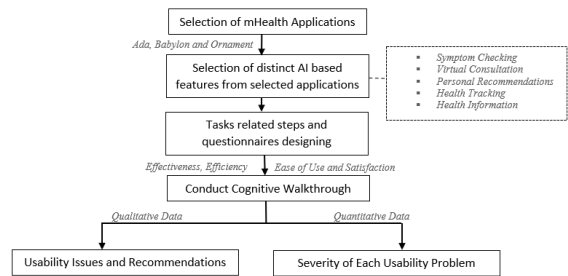 Selection of mHealth Applications
Ada, Babylon and Ornament
Selection of distinct AI based
features from selected applications
▪ Symptom Checking
▪ Virtual Consultation
▪ Personal Recommendations
▪ Health Tracking
▪ Health Information
Tasks related steps and
questionnaires designing
Effectiveness, Efficiency
Ease of Use and Satisfaction
Conduct Cognitive Walkthrough
Qualitative Data
Quantitative Data
Usability Issues and Recommendations
Severity of Each Usability Problem